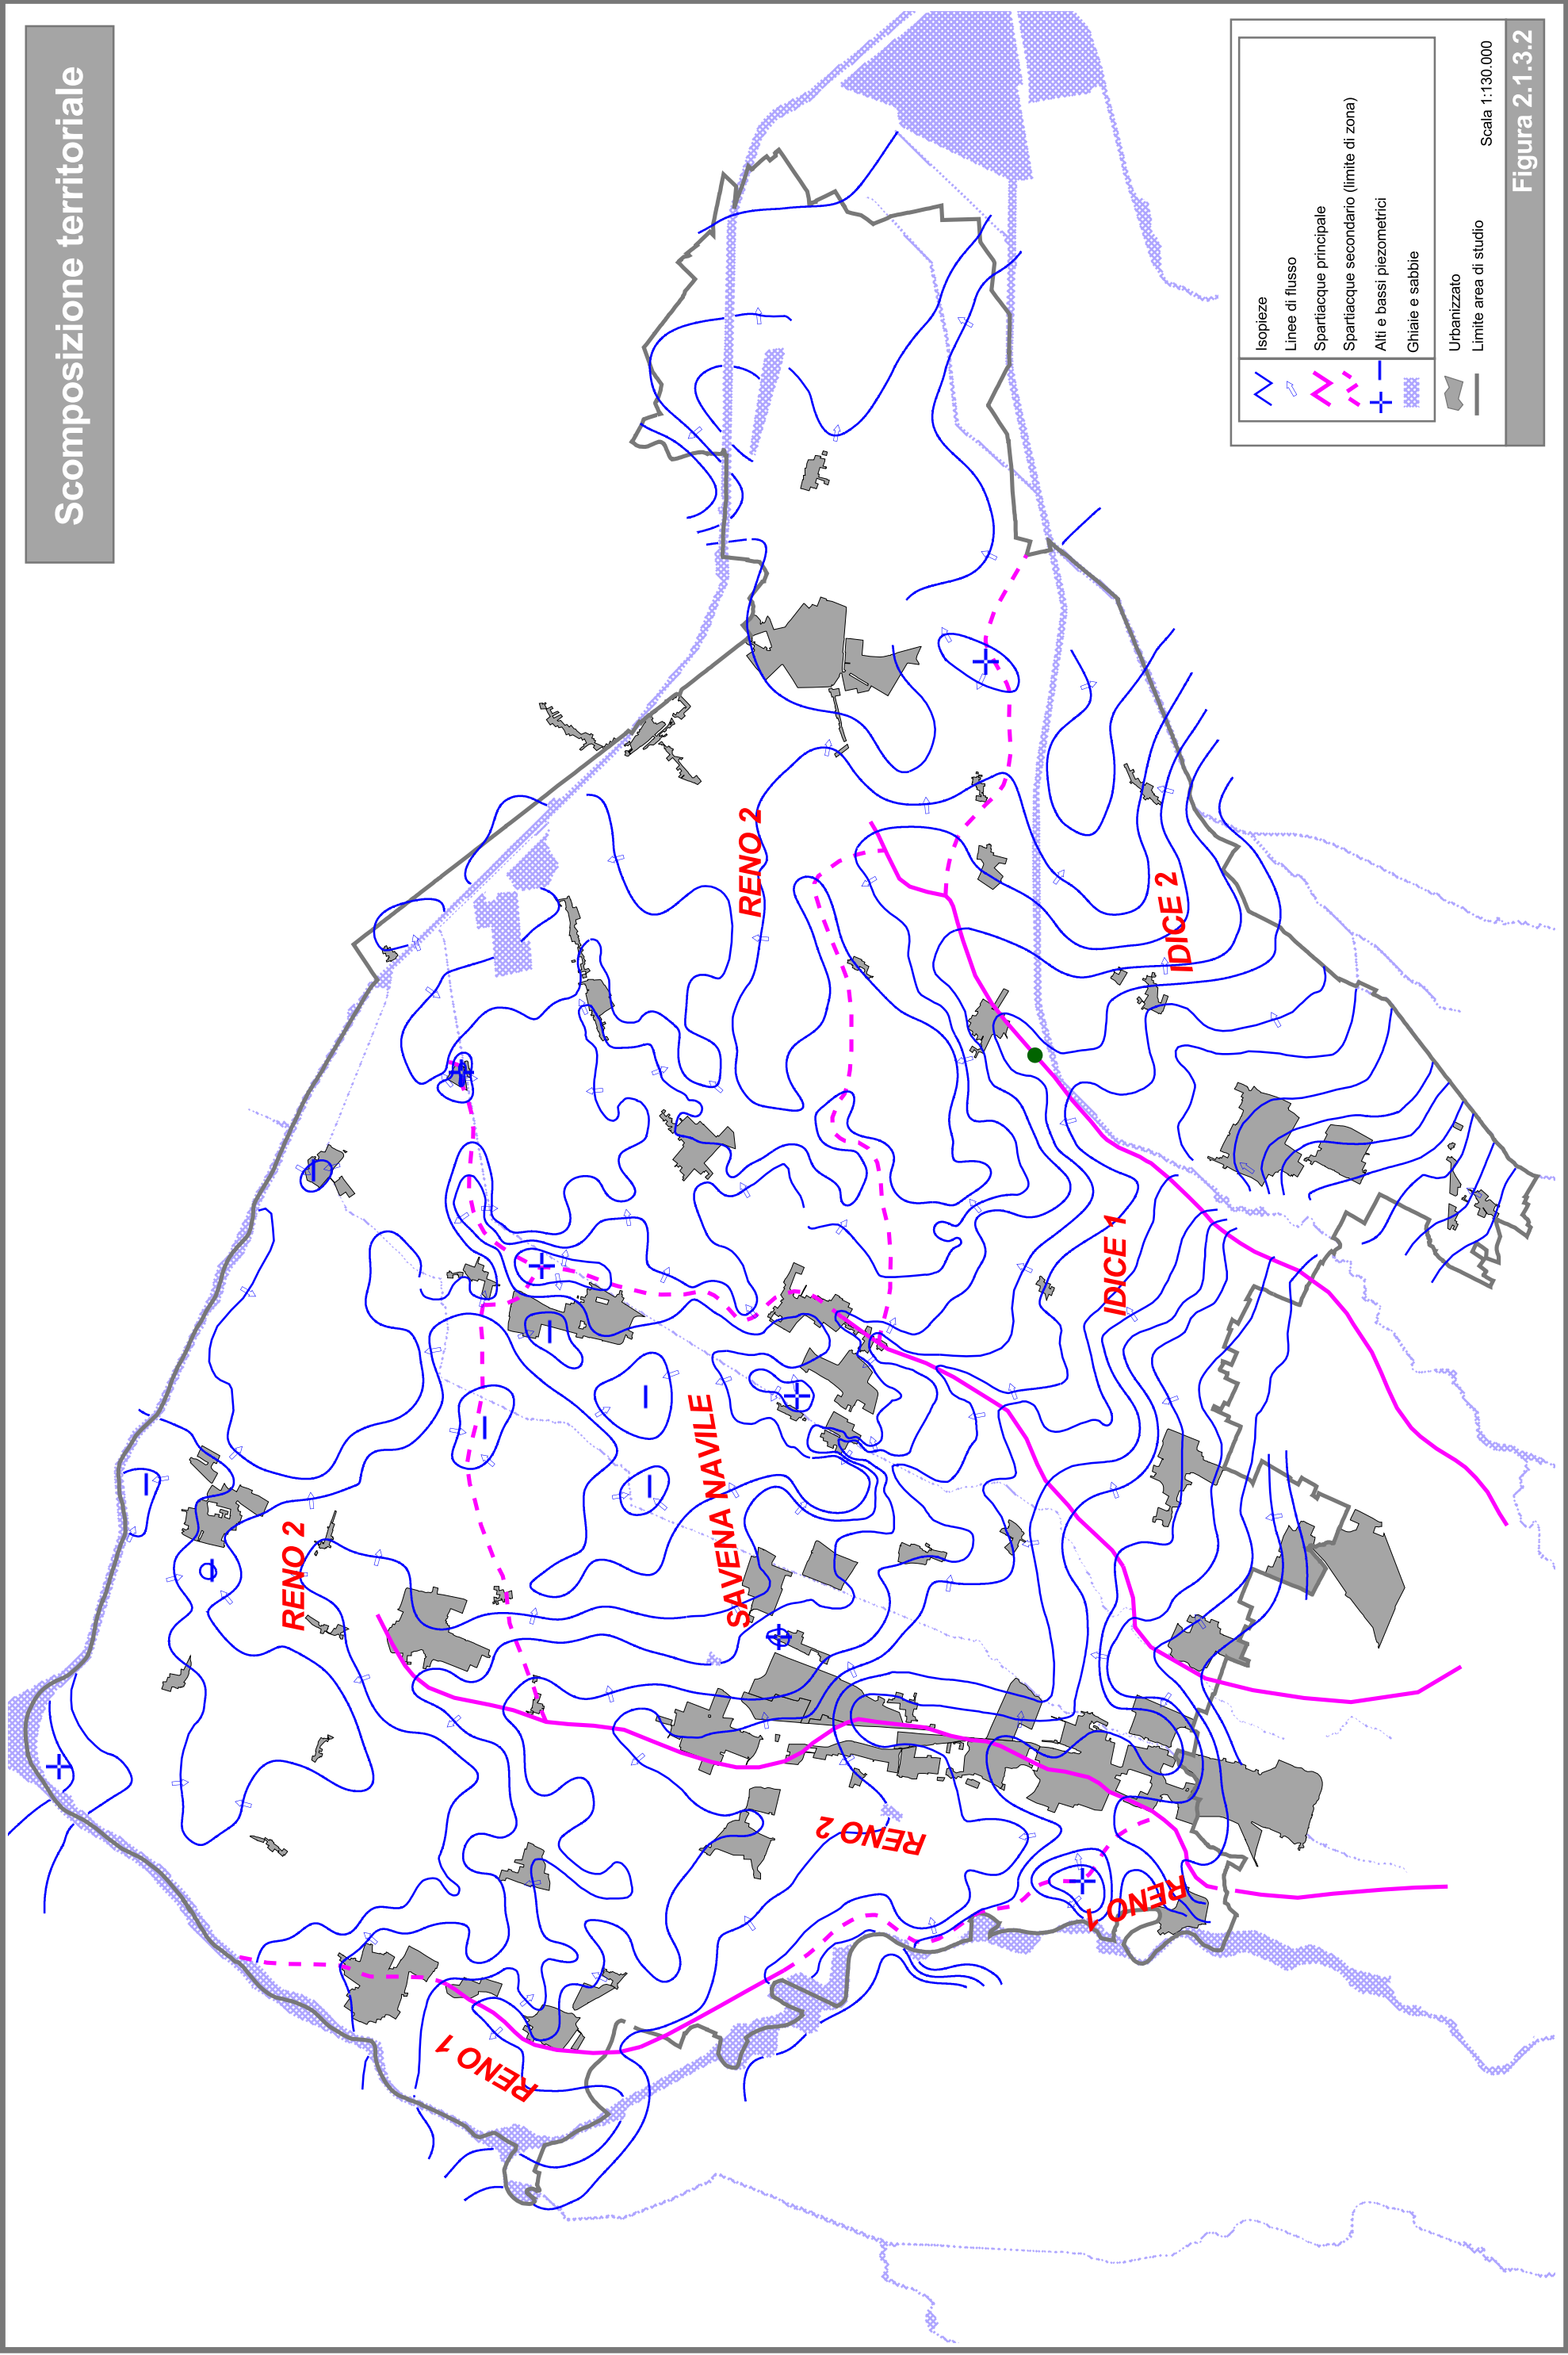 Scomposizione territoriale
RENO 2
IDICE 2
IDICE 1
SAVENA NAVILE
RENO 2
RENO 2
RENO 1
RENO 1
Isopieze
Linee di flusso
Spartiacque principale
Spartiacque secondario (limite di zona)
Alti e bassi piezometrici
Ghiaie e sabbie
Urbanizzato
Limite area di studio
Scala 1:130.000
Figura 2.1.3.2